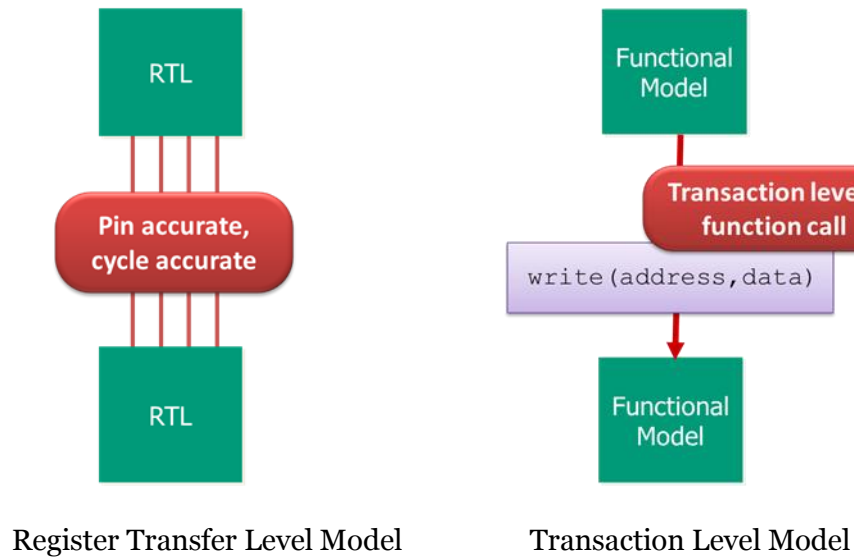 RTL
Pin accurate,
cycle accurate
RTL
Register Transfer Level Model
Functional
Model
Transaction leve
function call
write(address,data)
Functional
Model
Transaction Level Model